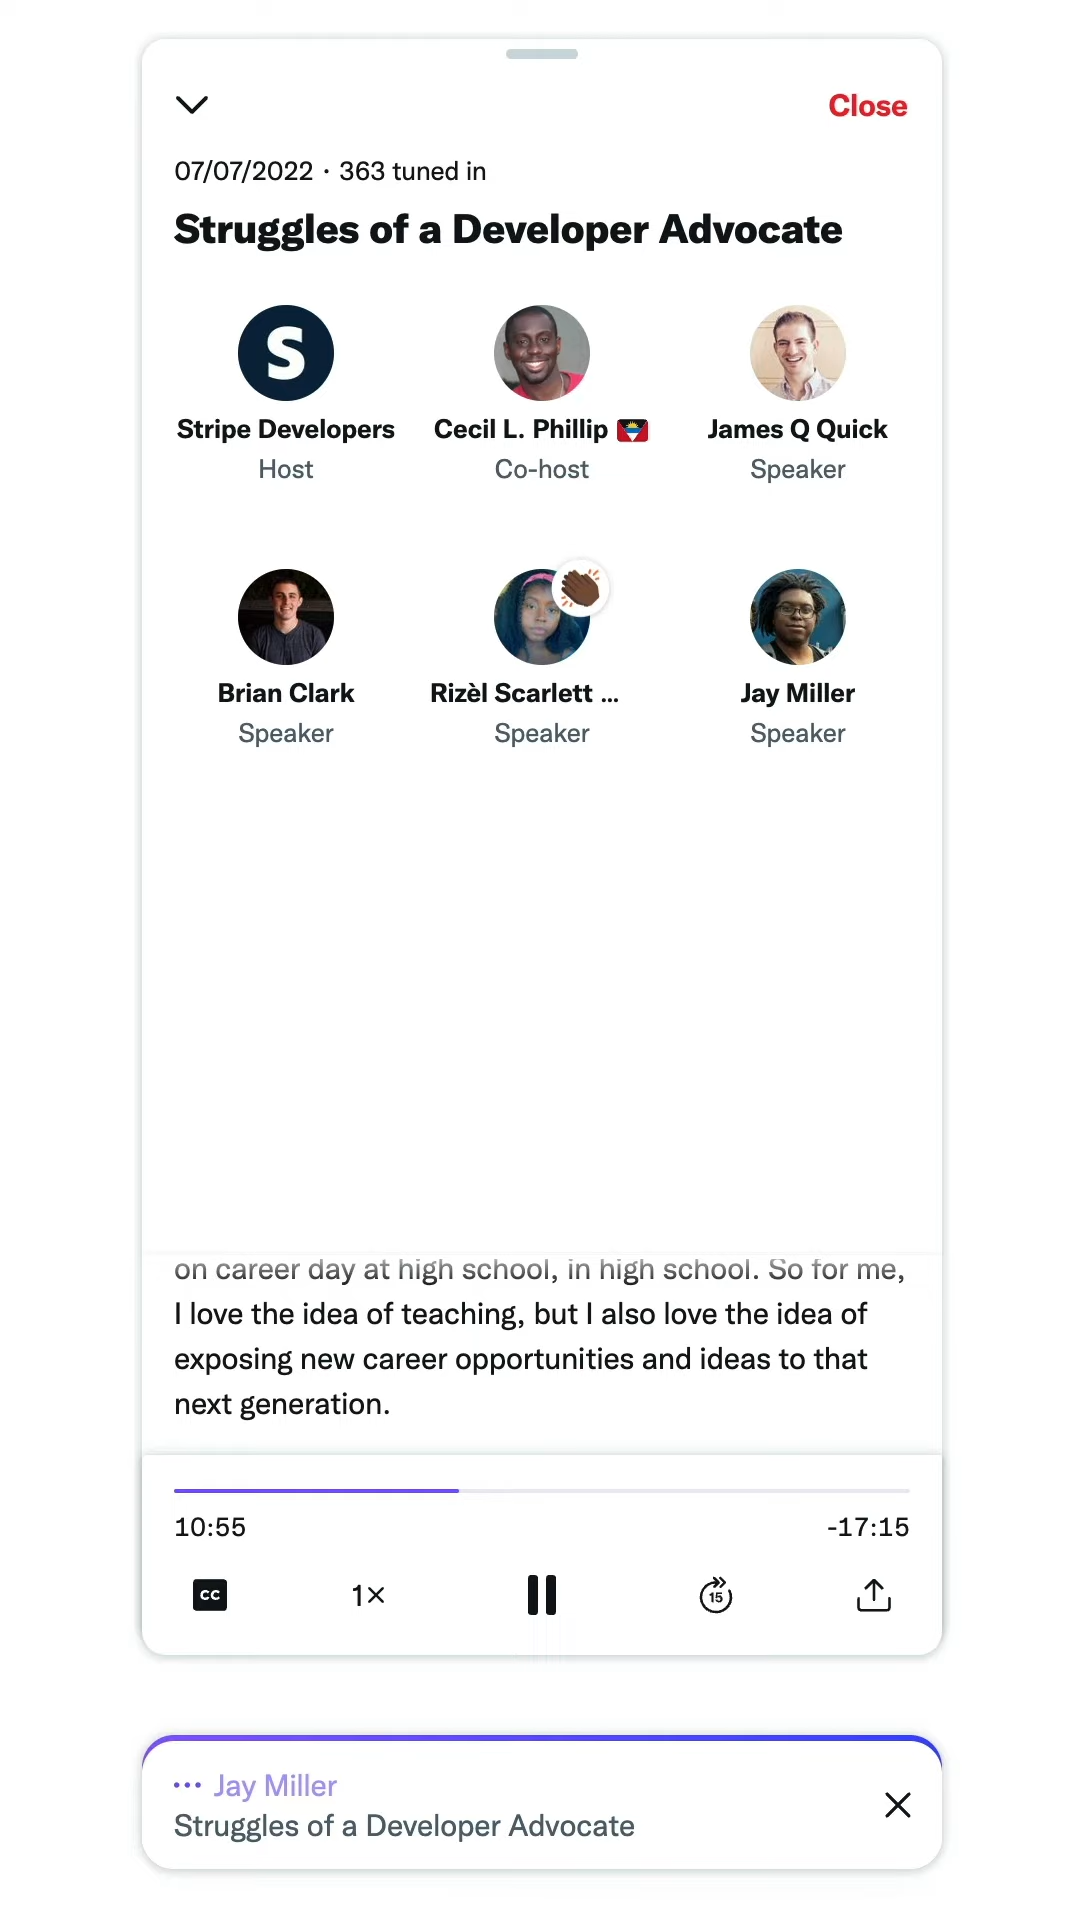 Close
07/07/2022 · 363 tuned in
Struggles of a Developer Advocate
S
Stripe Developers
Host
Cecil L. Phillip 🇦🇬
Co-host
James Q Quick
Speaker
Brian Clark
Speaker
Rizèl Scarlett ...
Speaker
Jay Miller
Speaker
on career day at high school, in high school. So for me,
I love the idea of teaching, but I also love the idea of
exposing new career opportunities and ideas to that
next generation.
10:55
-17:15
CC
1×
15
Jay Miller
Struggles of a Developer Advocate